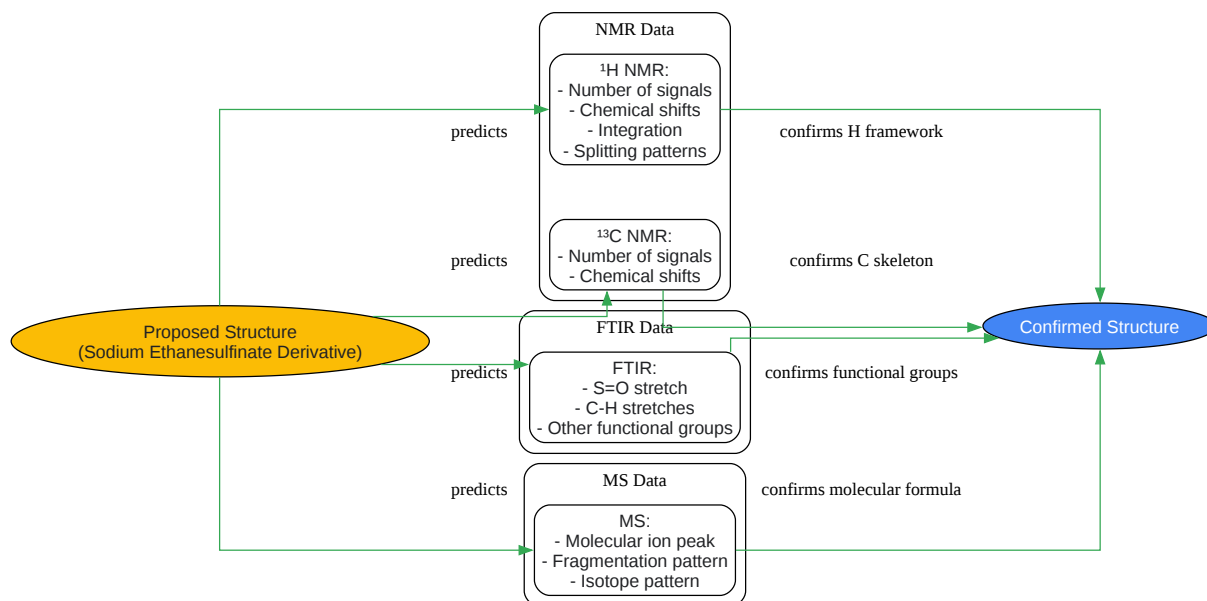 NMR Data
¹H NMR:
- Number of signals
- Chemical shifts
- Integration
- Splitting patterns
predicts
confirms H framework
¹³C NMR:
- Number of signals
- Chemical shifts
predicts
confirms C skeleton
Proposed Structure
(Sodium Ethanesulfinate Derivative)
Confirmed Structure
FTIR Data
FTIR:
- S=O stretch
- C-H stretches
- Other functional groups
predicts
confirms functional groups
MS Data
MS:
- Molecular ion peak
- Fragmentation pattern
- Isotope pattern
predicts
confirms molecular formula